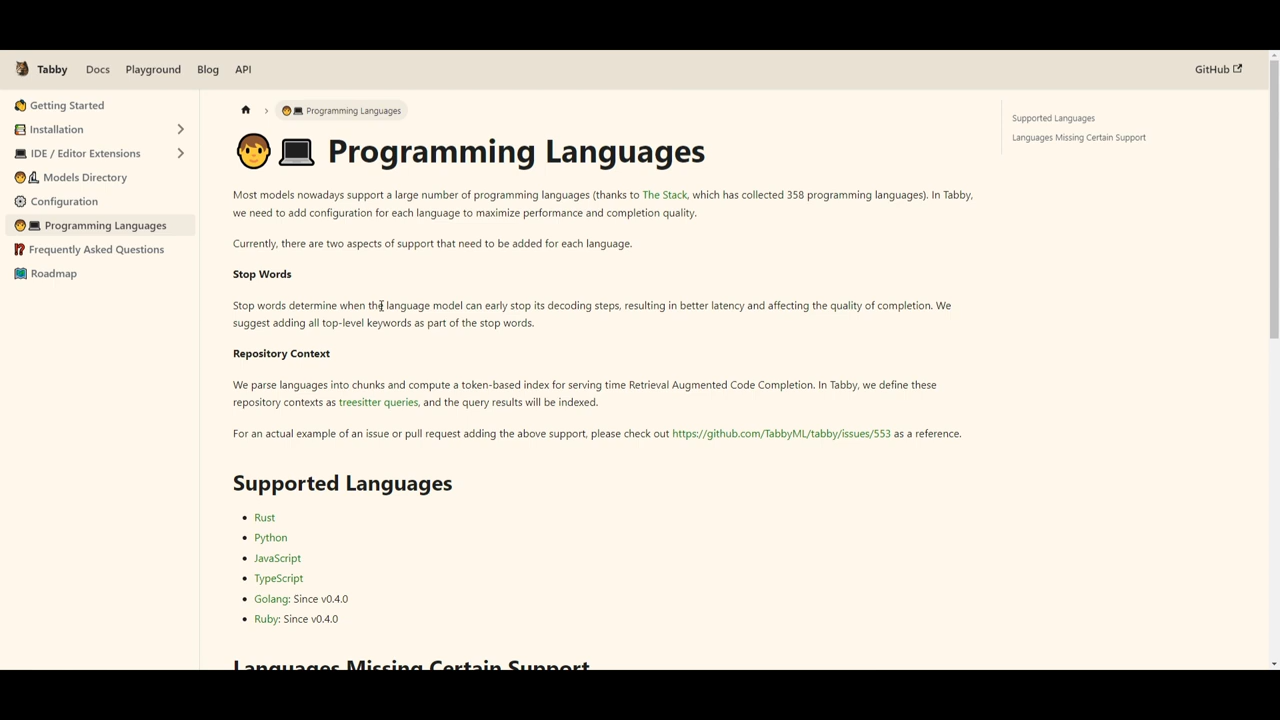 Tabby Docs Playground Blog API GitHub
Getting Started
Installation
IDE / Editor Extensions
Models Directory
Configuration
Programming Languages
Frequently Asked Questions
Roadmap
Programming Languages
Programming Languages
Most models nowadays support a large number of programming languages (thanks to The Stack, which has collected 358 programming languages). In Tabby,
we need to add configuration for each language to maximize performance and completion quality.
Currently, there are two aspects of support that need to be added for each language.
Stop Words
Stop words determine when the language model can early stop its decoding steps, resulting in better latency and affecting the quality of completion. We
suggest adding all top-level keywords as part of the stop words.
Repository Context
We parse languages into chunks and compute a token-based index for serving time Retrieval Augmented Code Completion. In Tabby, we define these
repository contexts as treesitter queries, and the query results will be indexed.
For an actual example of an issue or pull request adding the above support, please check out https://github.com/TabbyML/tabby/issues/553 as a reference.
Supported Languages
Rust
Python
JavaScript
TypeScript
Golang: Since v0.4.0
Ruby: Since v0.4.0
Languages Missing Certain Support
Supported Languages
Languages Missing Certain Support